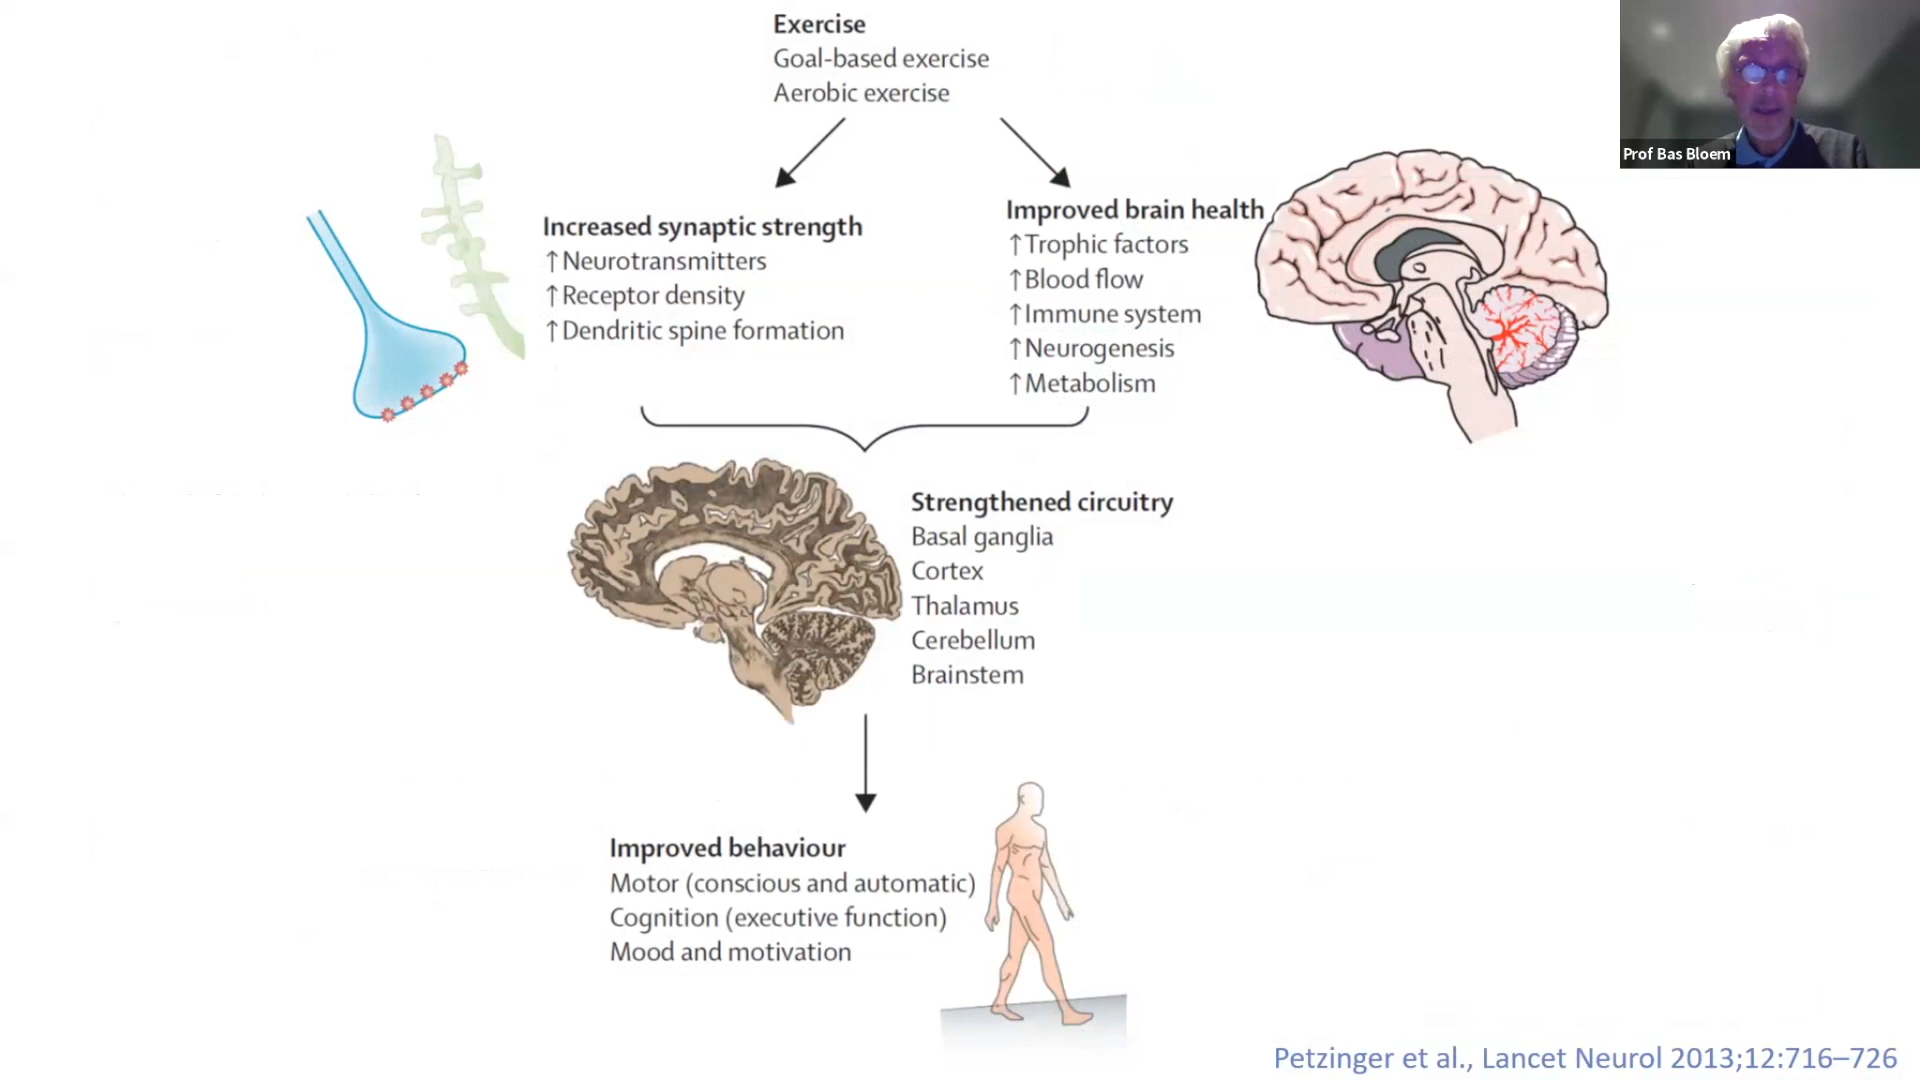 Exercise
Goal-based exercise
Aerobic exercise
Prof Bas Bloem
Increased synaptic strength
↑Neurotransmitters
↑Receptor density
↑Dendritic spine formation
Improved brain health
↑Trophic factors
↑Blood flow
↑Immune system
↑Neurogenesis
↑Metabolism
Strengthened circuitry
Basal ganglia
Cortex
Thalamus
Cerebellum
Brainstem
Improved behaviour
Motor (conscious and automatic)
Cognition (executive function)
Mood and motivation
Petzinger et al., Lancet Neurol 2013;12:716–726